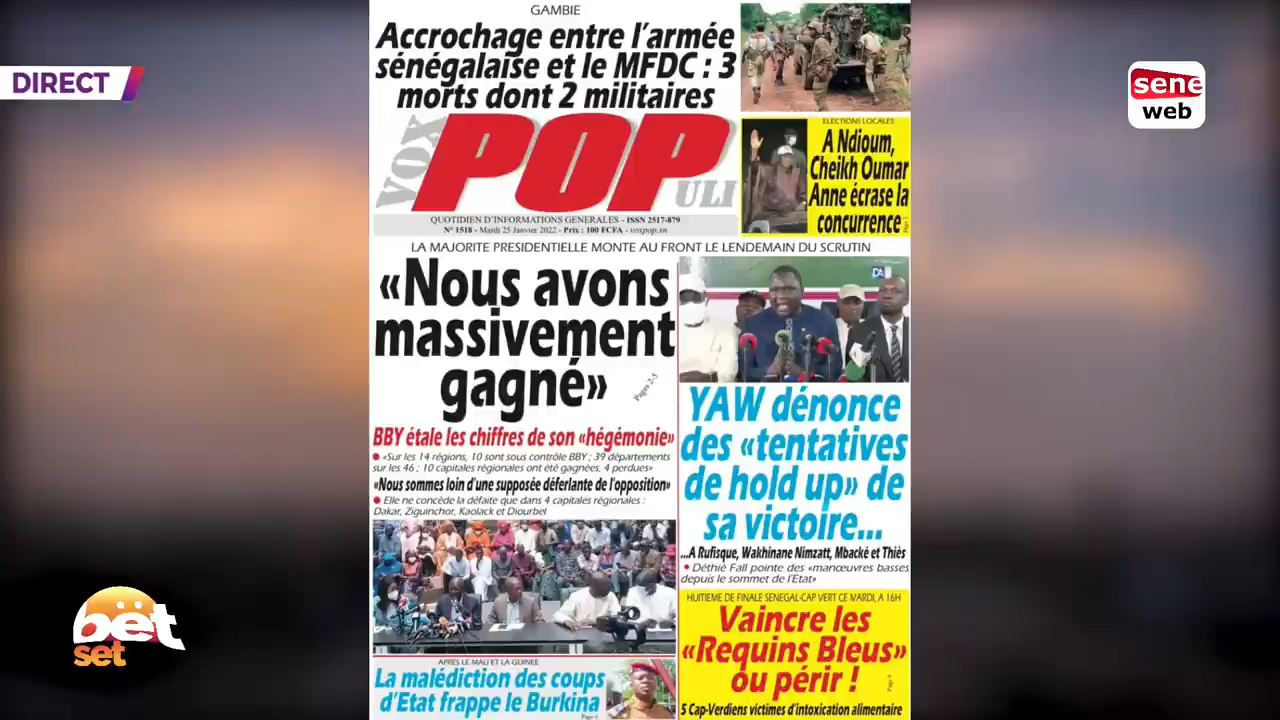 DIRECT
sene
web
GAMBIE
Accrochage entre l'armée
sénégalaise et le MFDC : 3
morts dont 2 militaires
VOX
POP
ULI
QUOTIDIEN D'INFORMATIONS GENERALES - ISSN 2517-879
N° 1518 - Mardi 25 Janvier 2022 - Prix : 100 FCFA - voxpop.sn
ELECTIONS LOCALES
A Ndioum,
Cheikh Oumar
Anne écrase la
concurrence
LA MAJORITE PRESIDENTIELLE MONTE AU FRONT LE LENDEMAIN DU SCRUTIN
«Nous avons
massivement
gagné»
Pages 2-5
BBY étale les chiffres de son «hégémonie»
«Sur les 14 régions, 10 sont sous contrôle BBY ; 39 départements
sur les 46 ; 10 capitales régionales ont été gagnées, 4 perdues»
«Nous sommes loin d'une supposée déferlante de l'opposition»
Elle ne concède la défaite que dans 4 capitales régionales :
Dakar, Ziguinchor, Kaolack et Diourbel
YAW dénonce
des «tentatives
de hold up» de
sa victoire...
...A Rufisque, Wakhinane Nimzatt, Mbacké et Thiès
Déthié Fall pointe des «manœuvres basses
depuis le sommet de l'Etat»
HUITIEME DE FINALE SENEGAL-CAP VERT CE MARDI, A 16H
Vaincre les
«Requins Bleus»
ou périr !
5 Cap-Verdiens victimes d'intoxication alimentaire
APRES LE MALI ET LA GUINEE
La malédiction des coups
d'Etat frappe le Burkina
bet
set